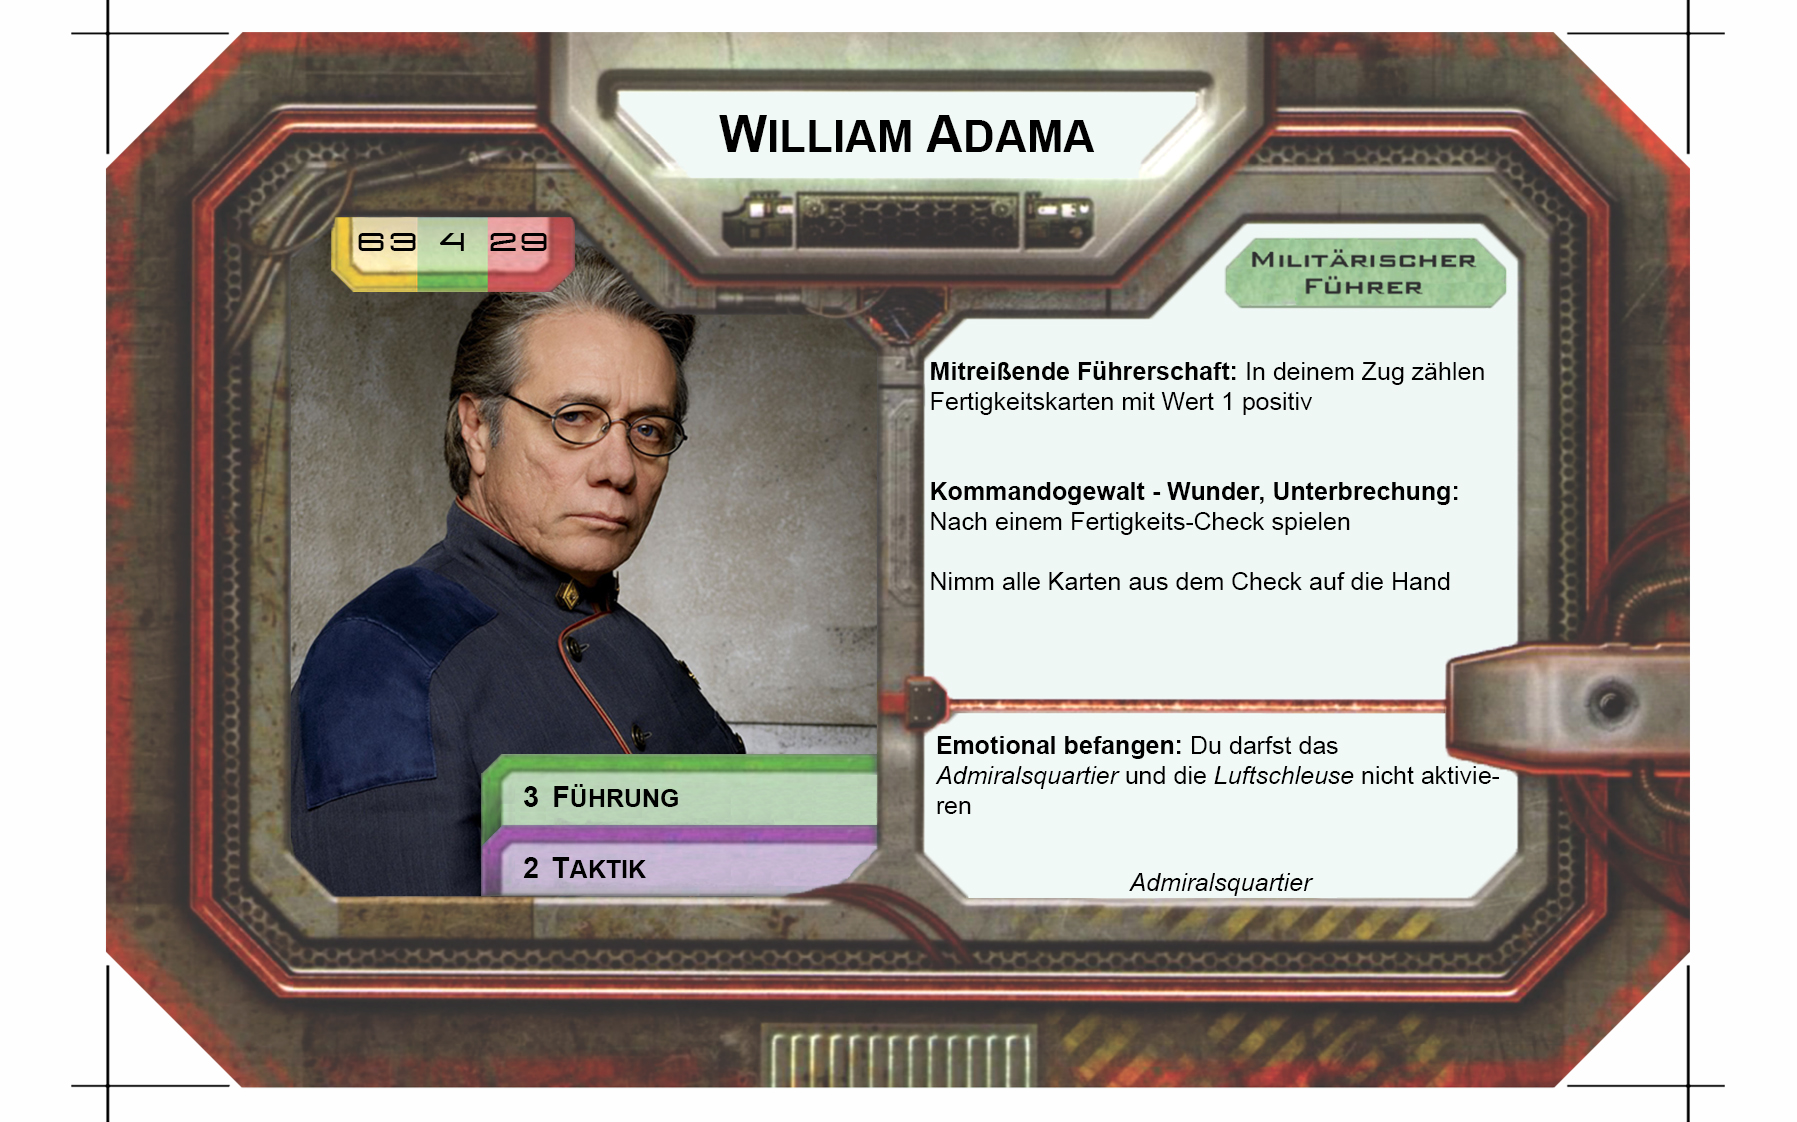 WILLIAM ADAMA
63 4 29
MILITÄRISCHER
FÜHRER
Mitreißende Führerschaft: In deinem Zug zählen
Fertigkeitskarten mit Wert 1 positiv
Kommandogewalt - Wunder, Unterbrechung:
Nach einem Fertigkeits-Check spielen
Nimm alle Karten aus dem Check auf die Hand
Emotional befangen: Du darfst das
Admiralsquartier und die Luftschleuse nicht aktivie-
ren
Admiralsquartier
3 FÜHRUNG
2 TAKTIK